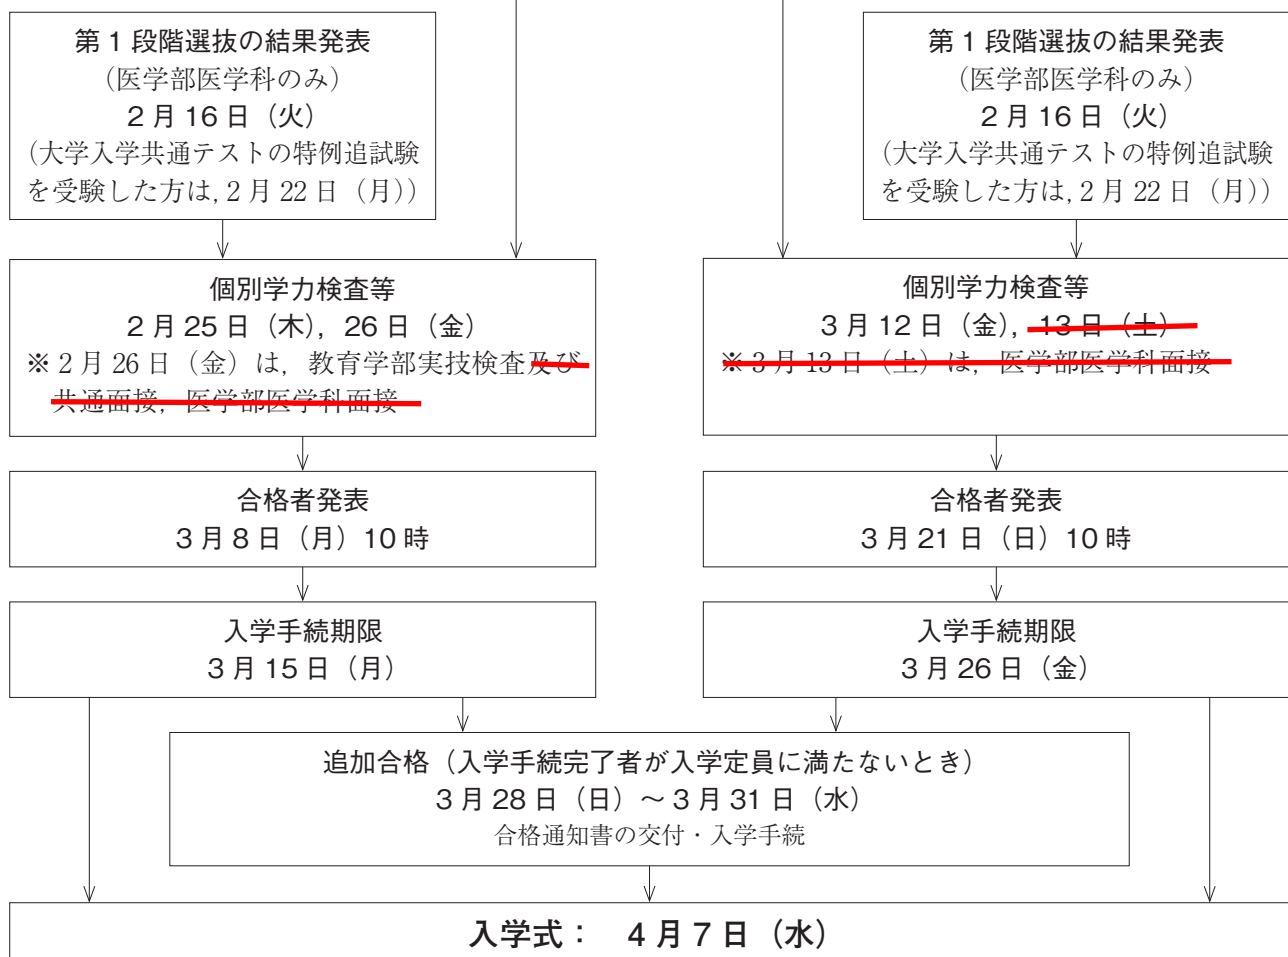 第1段階選抜の結果発表
(医学部医学科のみ)
2月16日(火)
(大学入学共通テストの特例追試験
を受験した方は,2月22日(月))
第1段階選抜の結果発表
(医学部医学科のみ)
2月16日(火)
(大学入学共通テストの特例追試験
を受験した方は,2月22日(月))
個別学力検査等
2月25日(木),26日(金)
※2月26日(金)は,教育学部実技検査及び
共通面接,医学部医学科面接
個別学力検査等
3月12日(金),13日(土)
※3月13日(土)は,医学部医学科面接
合格者発表
3月8日(月)10時
合格者発表
3月21日(日)10時
入学手続期限
3月15日(月)
入学手続期限
3月26日(金)
追加合格(入学手続完了者が入学定員に満たないとき)
3月28日(日)~3月31日(水)
合格通知書の交付・入学手続
入学式: 4月7日(水)